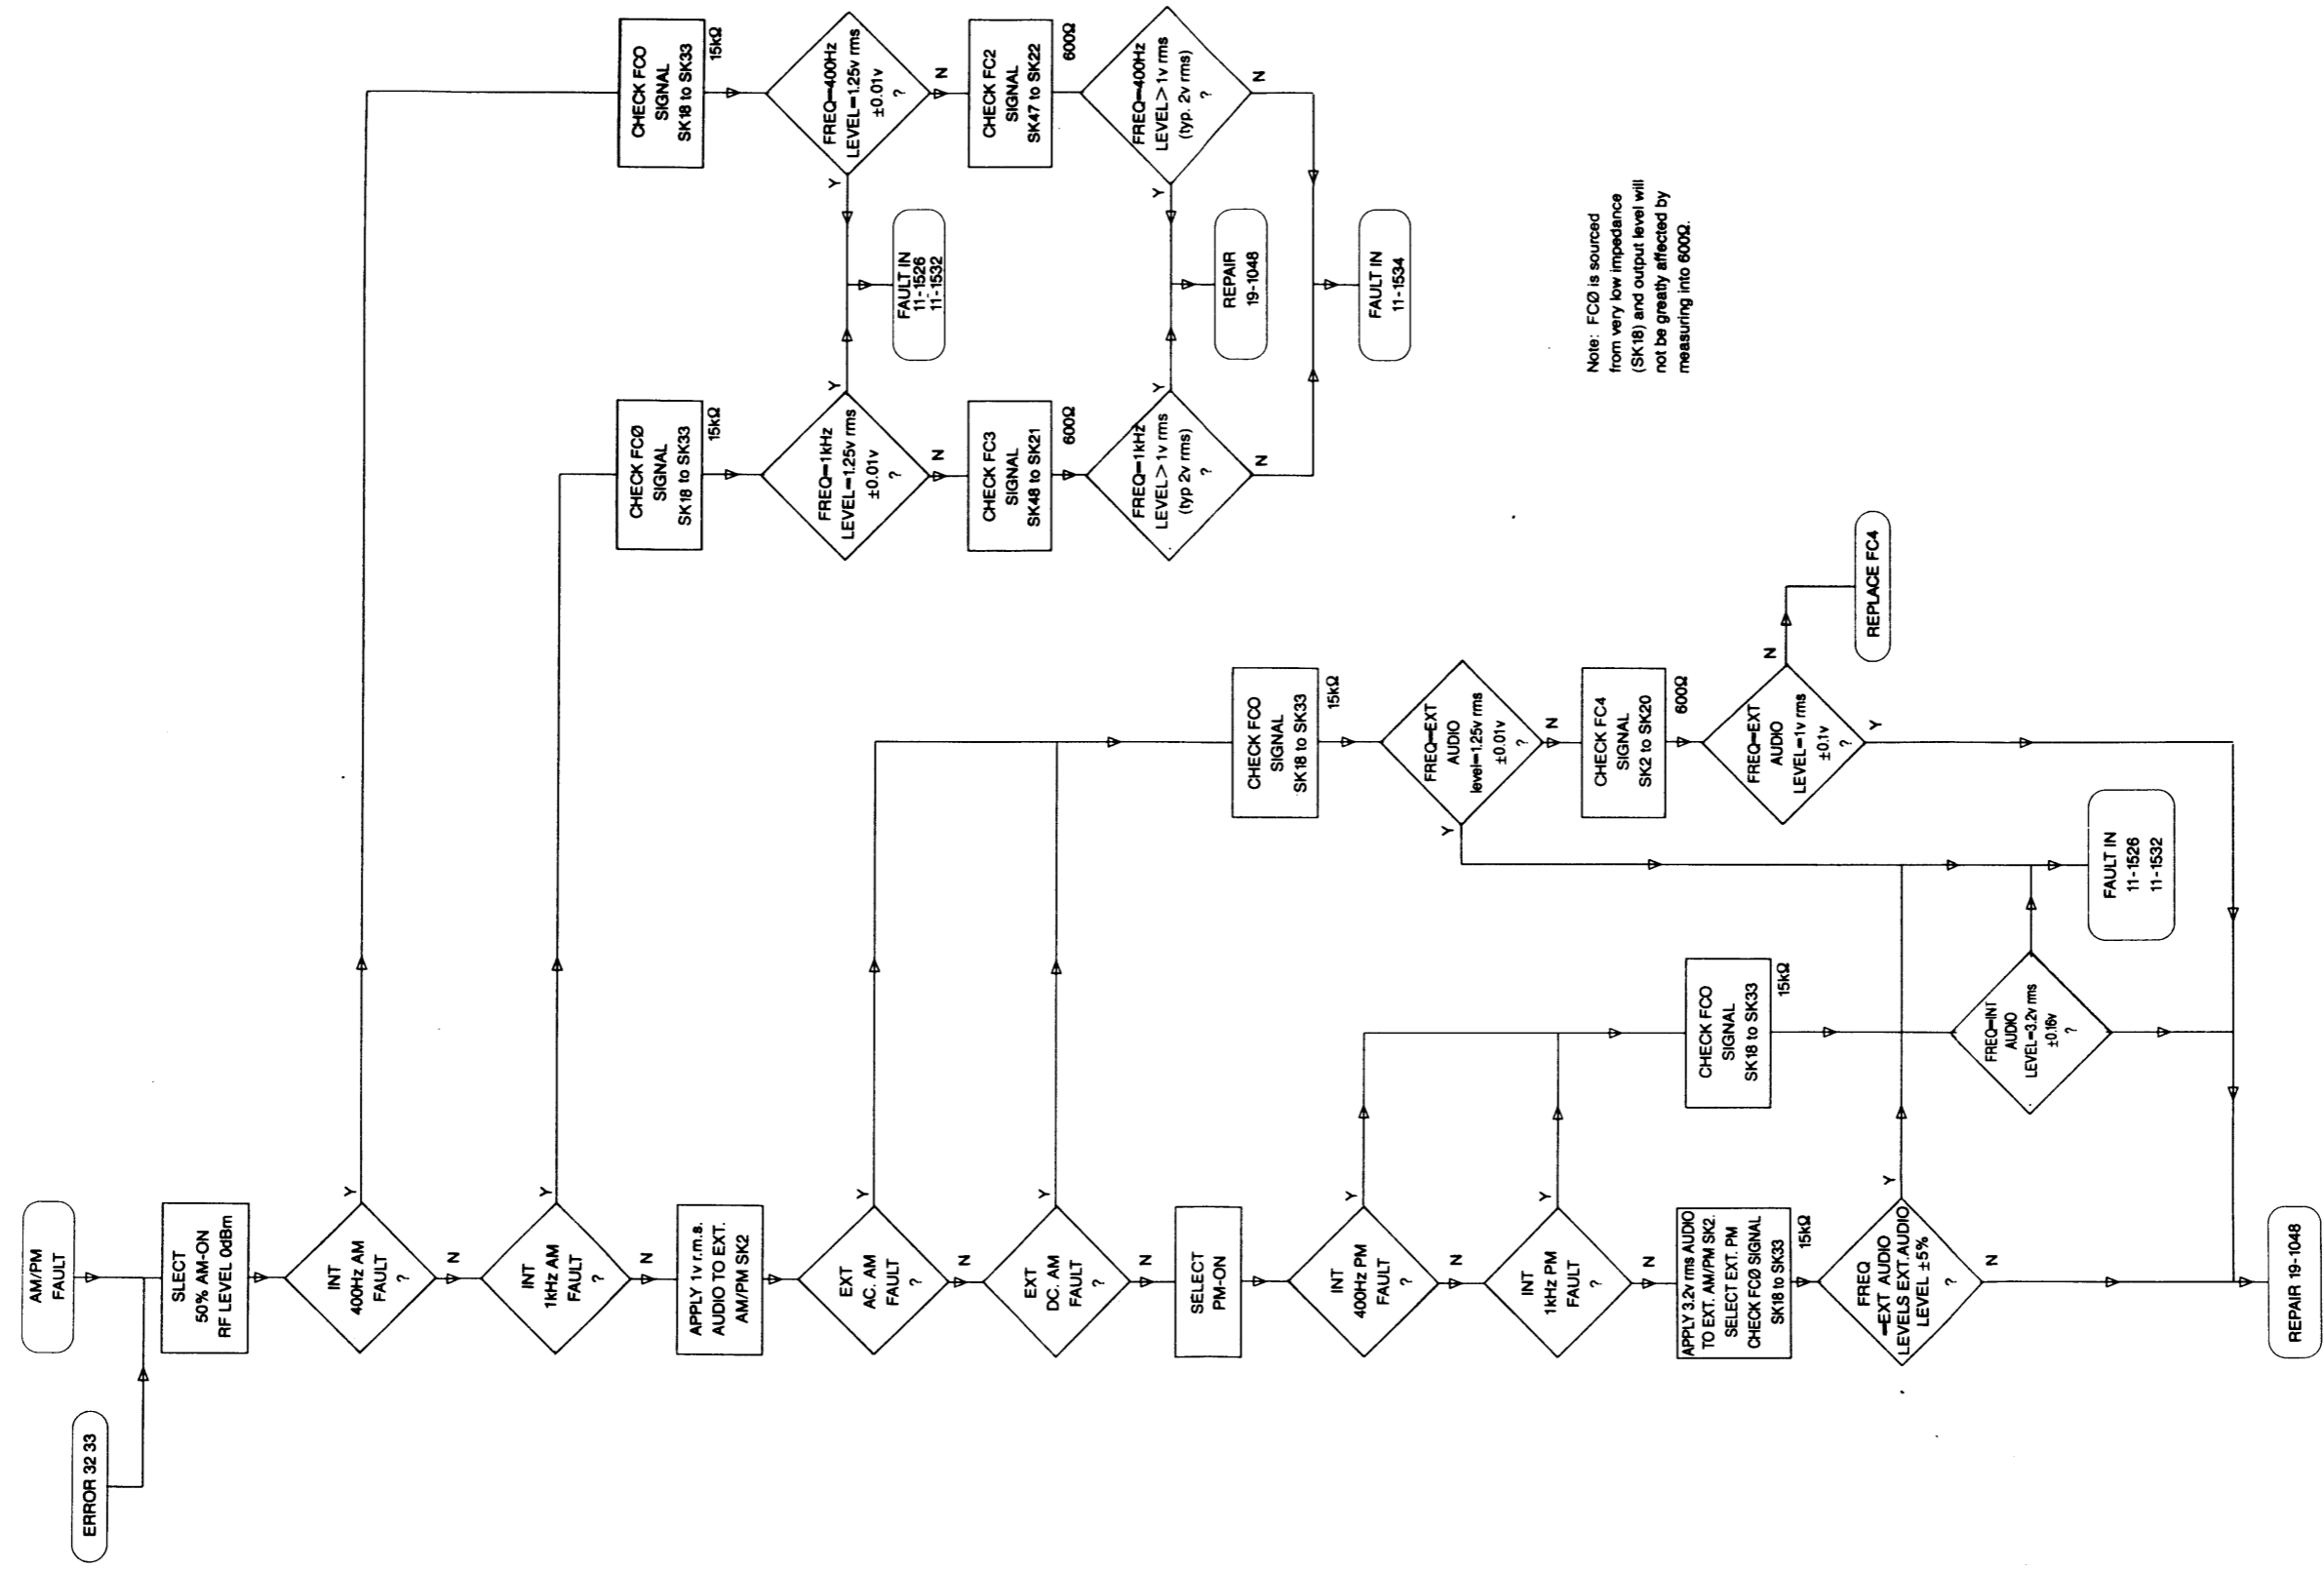 AM/PM
FAULT
ERROR 32 33
SLECT
50% AM-ON
RF LEVEL 0dBm
INT
400Hz AM
FAULT
?
Y
N
INT
1kHz AM
FAULT
?
Y
N
APPLY 1v r.m.s.
AUDIO TO EXT.
AM/PM SK2
EXT
AC. AM
FAULT
?
Y
N
EXT
DC. AM
FAULT
?
Y
N
SELECT
PM-ON
INT
400Hz PM
FAULT
?
Y
N
INT
1kHz PM
FAULT
?
Y
N
APPLY 3.2v rms AUDIO
TO EXT. AM/PM SK2.
SELECT EXT. PM
CHECK FCØ SIGNAL
SK18 to SK33
15kΩ
FREQ
=EXT AUDIO
LEVELS EXT.AUDIO
LEVEL ±5%
?
Y
N
REPAIR 19-1048
CHECK FCO
SIGNAL
SK18 to SK33
15kΩ
FREQ=INT
AUDIO
LEVEL=3.2v rms
±0.16v
?
FAULT IN
11-1526
11-1532
CHECK FCO
SIGNAL
SK18 to SK33
15kΩ
FREQ=EXT
AUDIO
level=1.25v rms
±0.01v
?
Y
N
CHECK FC4
SIGNAL
SK2 to SK20
600Ω
FREQ=EXT
AUDIO
LEVEL=1v rms
±0.1v
?
N
Y
REPLACE FC4
CHECK FCØ
SIGNAL
SK18 to SK33
15kΩ
FREQ=1kHz
LEVEL=1.25v rms
±0.01v
?
Y
N
CHECK FC3
SIGNAL
SK48 to SK21
600Ω
FREQ=1kHz
LEVEL> 1v rms
(typ 2v rms)
?
Y
N
FAULT IN
11-1526
11-1532
REPAIR
19-1048
FAULT IN
11-1534
CHECK FCO
SIGNAL
SK18 to SK33
15kΩ
FREQ=400Hz
LEVEL=1.25v rms
±0.01v
?
Y
N
CHECK FC2
SIGNAL
SK47 to SK22
600Ω
FREQ=400Hz
LEVEL> 1v rms
(typ. 2v rms)
?
Y
N
Note: FCØ is sourced
from very low impedance
(SK18) and output level will
not be greatly affected by
measuring into 600Ω.